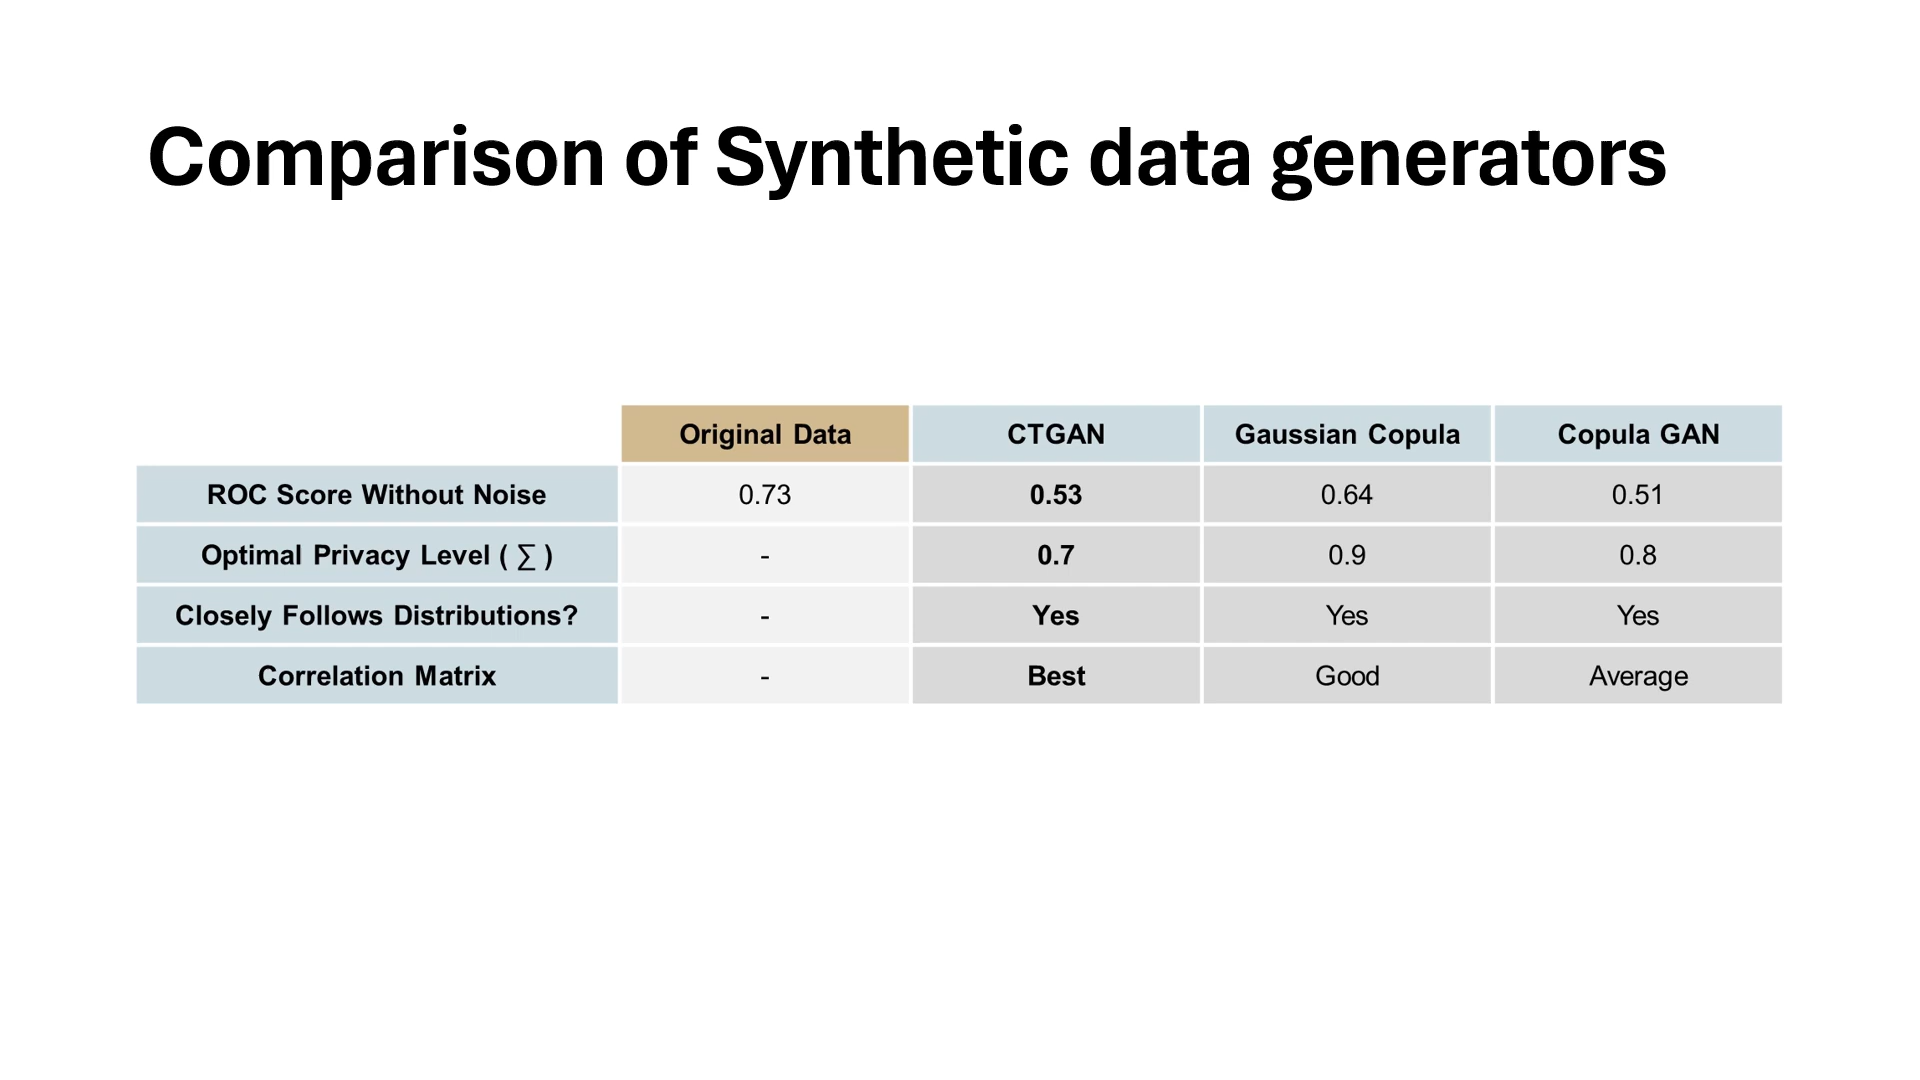 Comparison of Synthetic data generators
Original Data CTGAN Gaussian Copula Copula GAN
ROC Score Without Noise 0.73 0.53 0.64 0.51
Optimal Privacy Level ( ∑ ) - 0.7 0.9 0.8
Closely Follows Distributions? - Yes Yes Yes
Correlation Matrix - Best Good Average